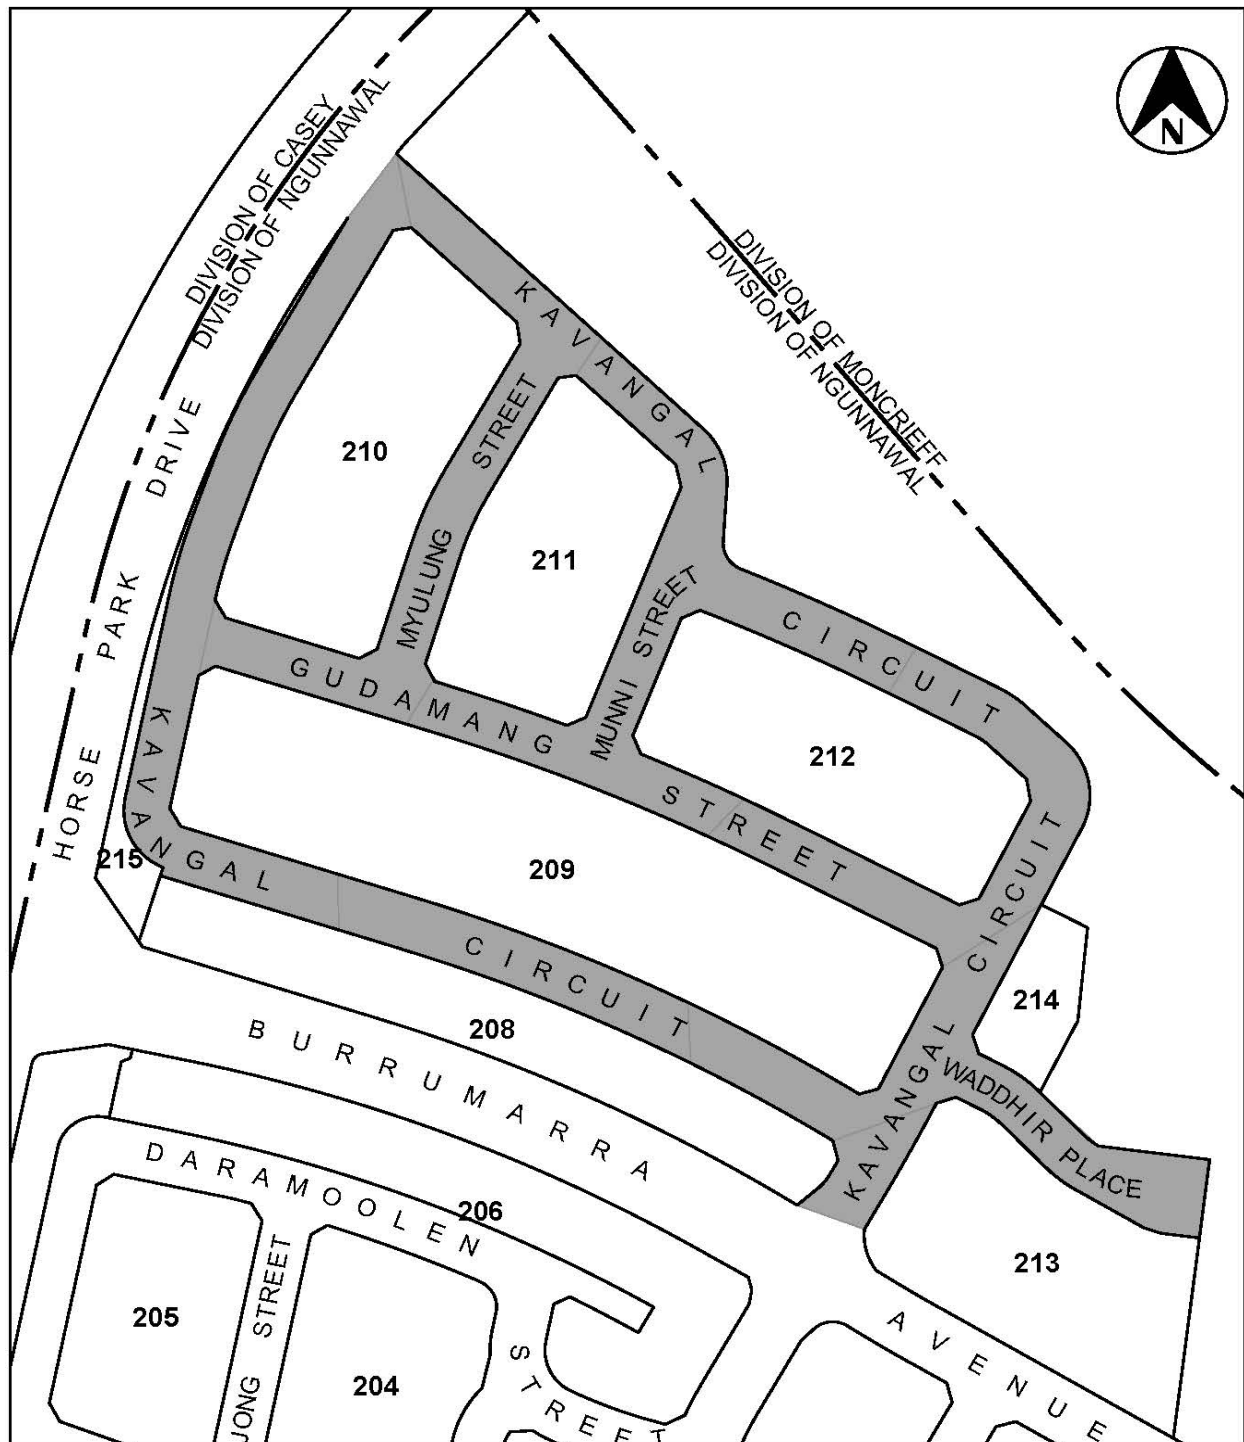 N
DIVISION OF CASEY
DIVISION OF NGUNNAWAL
DIVISION OF MONCRIEFF
DIVISION OF NGUNNAWAL
HORSE PARK DRIVE
KAVANGAL
CIRCUIT
210
MYULUNG STREET
211
MUNNI STREET
GUDAMANG STREET
212
KAVANGAL
CIRCUIT
215
209
KAVANGAL CIRCUIT
214
WADDHIR PLACE
208
BURRUMARRA
AVENUE
213
DARAMOOLEN
STREET
206
205
STREET
204